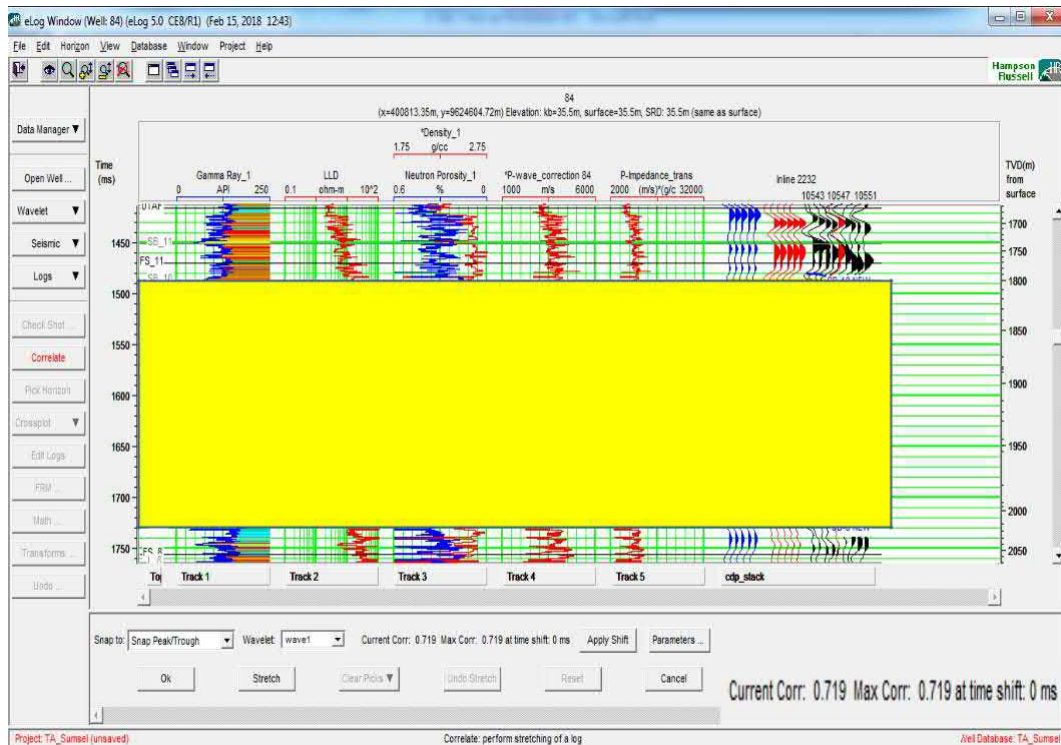 eLog Window (Well: 84) (eLog 5.0 CE8/R1) (Feb 15, 2018 12:43)
File Edit Horizon View Database Window Project Help
Hampson
Russell
HR
84
(x=400813.35m, y=9624604.72m) Elevation: kb=35.5m, surface=35.5m, SRD: 35.5m (same as surface)
Data Manager
Open Well ...
Wavelet
Seismic
Logs
Check Shot ...
Correlate
Pick Horizon
Crossplot
Edit Logs
FRM ...
Math ...
Transforms ...
Undo ...
*Density_1
1.75 g/cc 2.75
Time
(ms)
Gamma Ray_1
0 API 250
LLD
0.1 ohm-m 10^2
Neutron Porosity_1
0.6 % 0
*P-wave_correction 84
1000 m/s 6000
P-Impedance_trans
2000 (m/s)*(g/c 32000
Inline 2232
10543 10547 10551
TVD(m)
from
surface
SB_11
FS_11
SB_10
1450
1500
1550
1600
1650
1700
1750
1700
1750
1800
1850
1900
1950
2000
2050
Track 1 Track 2 Track 3 Track 4 Track 5 cdp_stack
Snap to: Snap Peak/Trough Wavelet: wave1 Current Corr: 0.719 Max Corr: 0.719 at time shift: 0 ms Apply Shift Parameters ...
Ok Stretch Clear Picks Undo Stretch Reset Cancel
Current Corr: 0.719 Max Corr: 0.719 at time shift: 0 ms
Project: TA_Sumsel (unsaved) Correlate: perform stretching of a log Well Database: TA_Sumsel